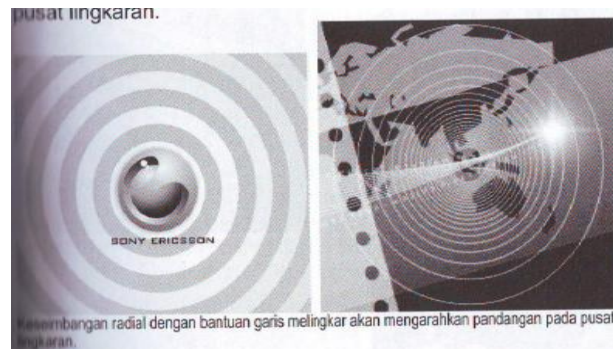 pusat lingkaran.
SONY ERICSSON
Keseimbangan radial dengan bantuan garis melingkar akan mengarahkan pandangan pada pusat
lingkaran.